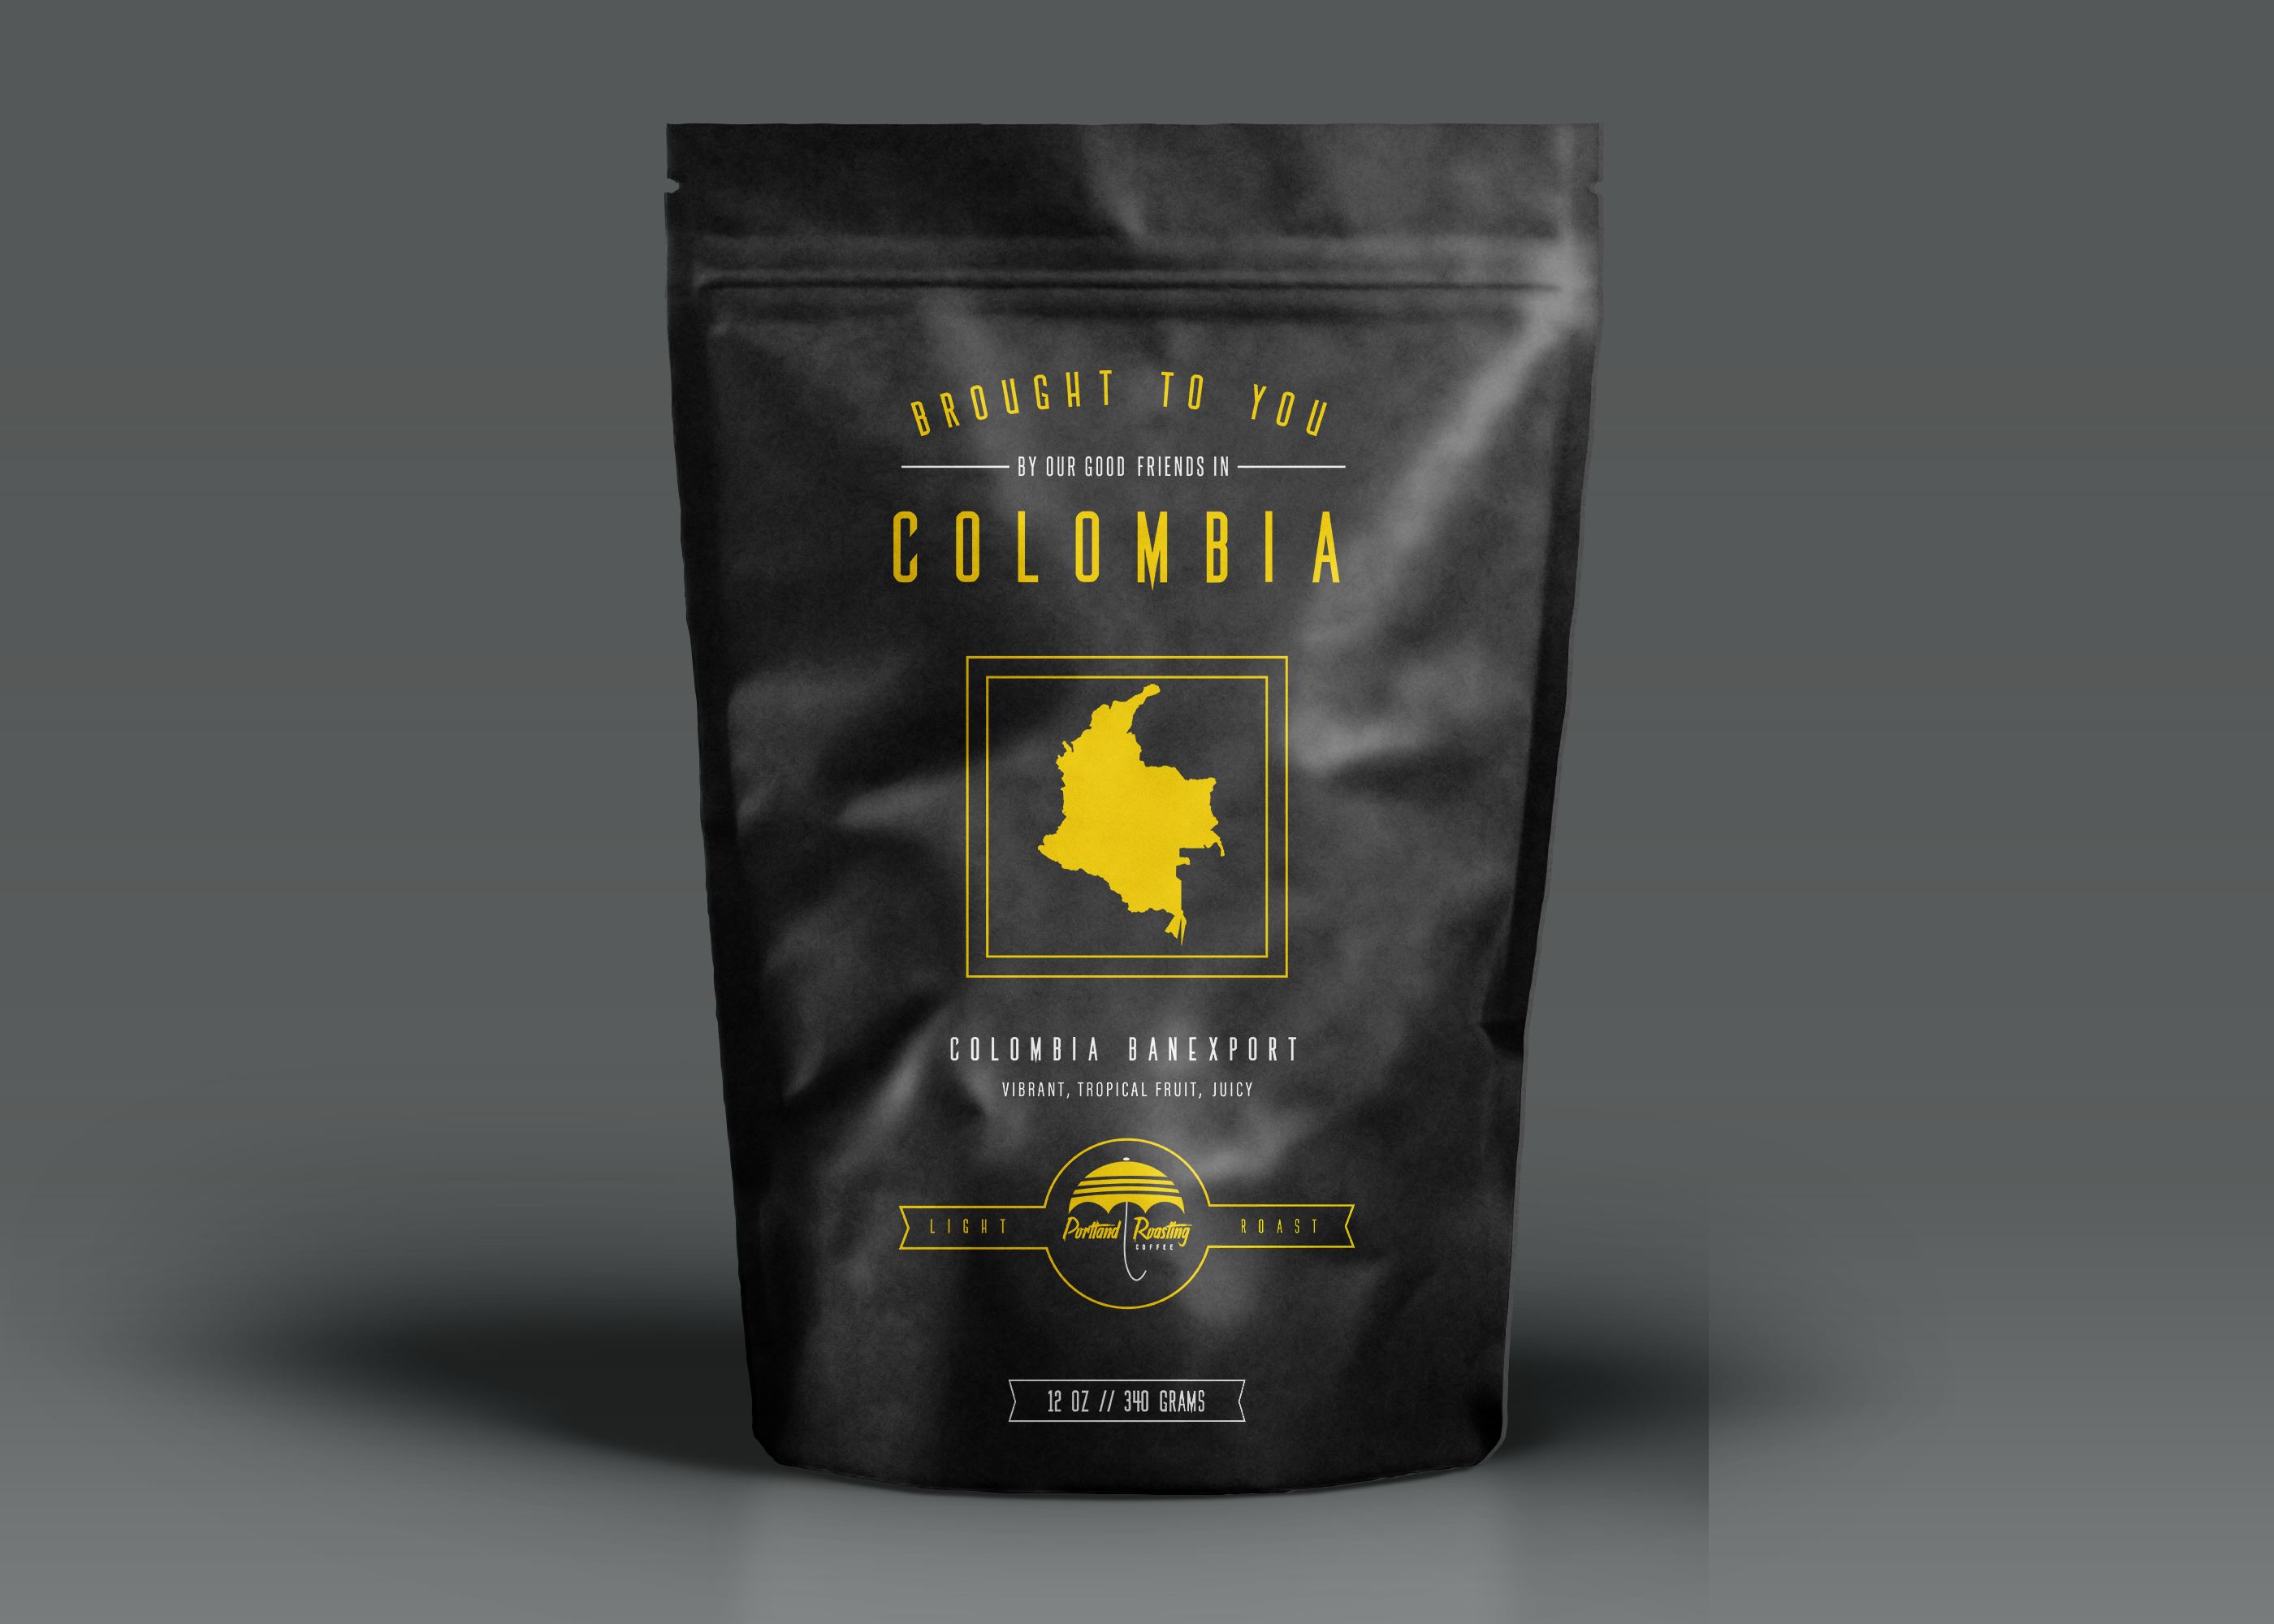 BROUGHT TO YOU
BY OUR GOOD FRIENDS IN
COLOMBIA
COLOMBIA BANEXPORT
VIBRANT, TROPICAL FRUIT, JUICY
LIGHT ROAST
Portland Roasting
COFFEE
12 OZ // 340 GRAMS